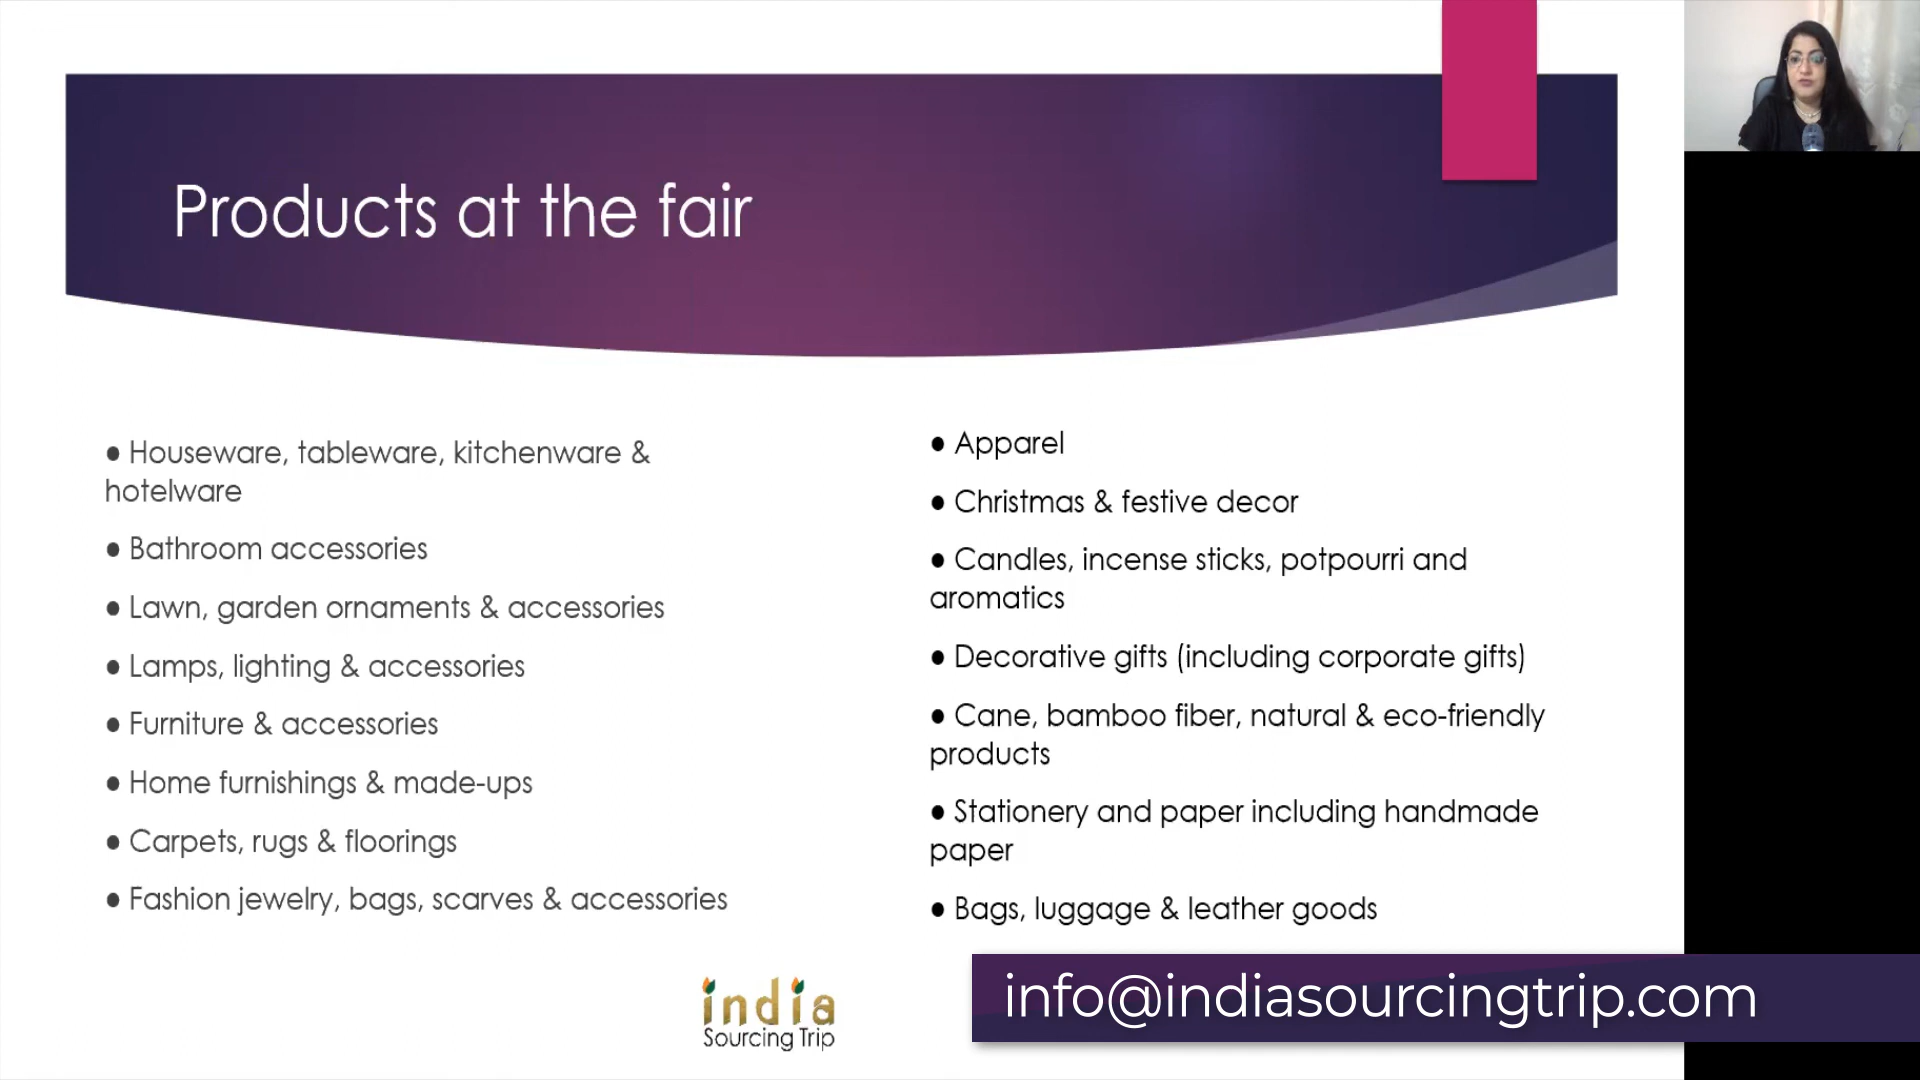 Products at the fair
● Houseware, tableware, kitchenware &
hotelware
● Bathroom accessories
● Lawn, garden ornaments & accessories
● Lamps, lighting & accessories
● Furniture & accessories
● Home furnishings & made-ups
● Carpets, rugs & floorings
● Fashion jewelry, bags, scarves & accessories
● Apparel
● Christmas & festive decor
● Candles, incense sticks, potpourri and
aromatics
● Decorative gifts (including corporate gifts)
● Cane, bamboo fiber, natural & eco-friendly
products
● Stationery and paper including handmade
paper
● Bags, luggage & leather goods
india
Sourcing Trip
info@indiasourcingtrip.com